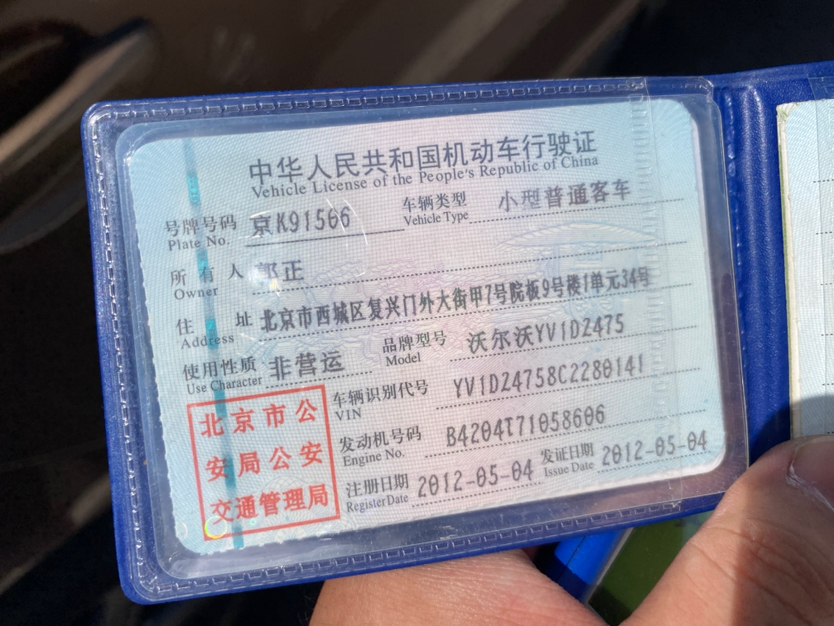 中华人民共和国机动车行驶证
Vehicle License of the People's Republic of China
号牌号码 京K91566 车辆类型 小型普通客车
Plate No. Vehicle Type
所有人 郭正
Owner
住址 北京市西城区复兴门外大街甲7号院板9号楼1单元34号
Address
使用性质 非营运 品牌型号 沃尔沃YV1DZ475
Use Character Model
车辆识别代号 YV1DZ4758C2280141
VIN
发动机号码 B4204T71058606
Engine No.
注册日期 2012-05-04 发证日期 2012-05-04
Register Date Issue Date
北京市公
安局公安
交通管理局